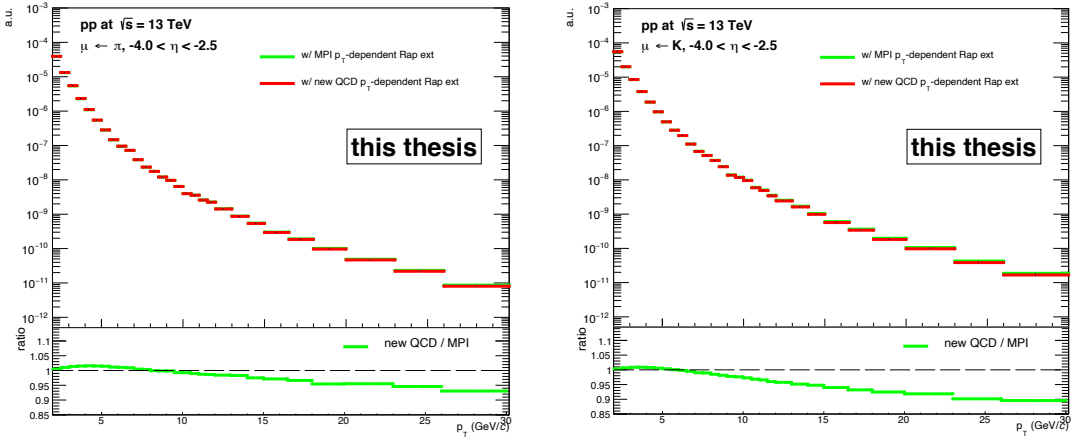 a.u.
pp at √s = 13 TeV
μ ← π, -4.0 < η < -2.5
w/ MPI p_T-dependent Rap ext
w/ new QCD p_T-dependent Rap ext
this thesis
10⁻³
10⁻⁴
10⁻⁵
10⁻⁶
10⁻⁷
10⁻⁸
10⁻⁹
10⁻¹⁰
10⁻¹¹
10⁻¹²
ratio
new QCD / MPI
1.1
1.05
1
0.95
0.90
0.85
5 10 15 20 25 30
p_T (GeV/c)
a.u.
pp at √s = 13 TeV
μ ← K, -4.0 < η < -2.5
w/ MPI p_T-dependent Rap ext
w/ new QCD p_T-dependent Rap ext
this thesis
10⁻³
10⁻⁴
10⁻⁵
10⁻⁶
10⁻⁷
10⁻⁸
10⁻⁹
10⁻¹⁰
10⁻¹¹
10⁻¹²
ratio
new QCD / MPI
1.1
1.05
1
0.95
0.90
0.85
5 10 15 20 25 30
p_T (GeV/c)